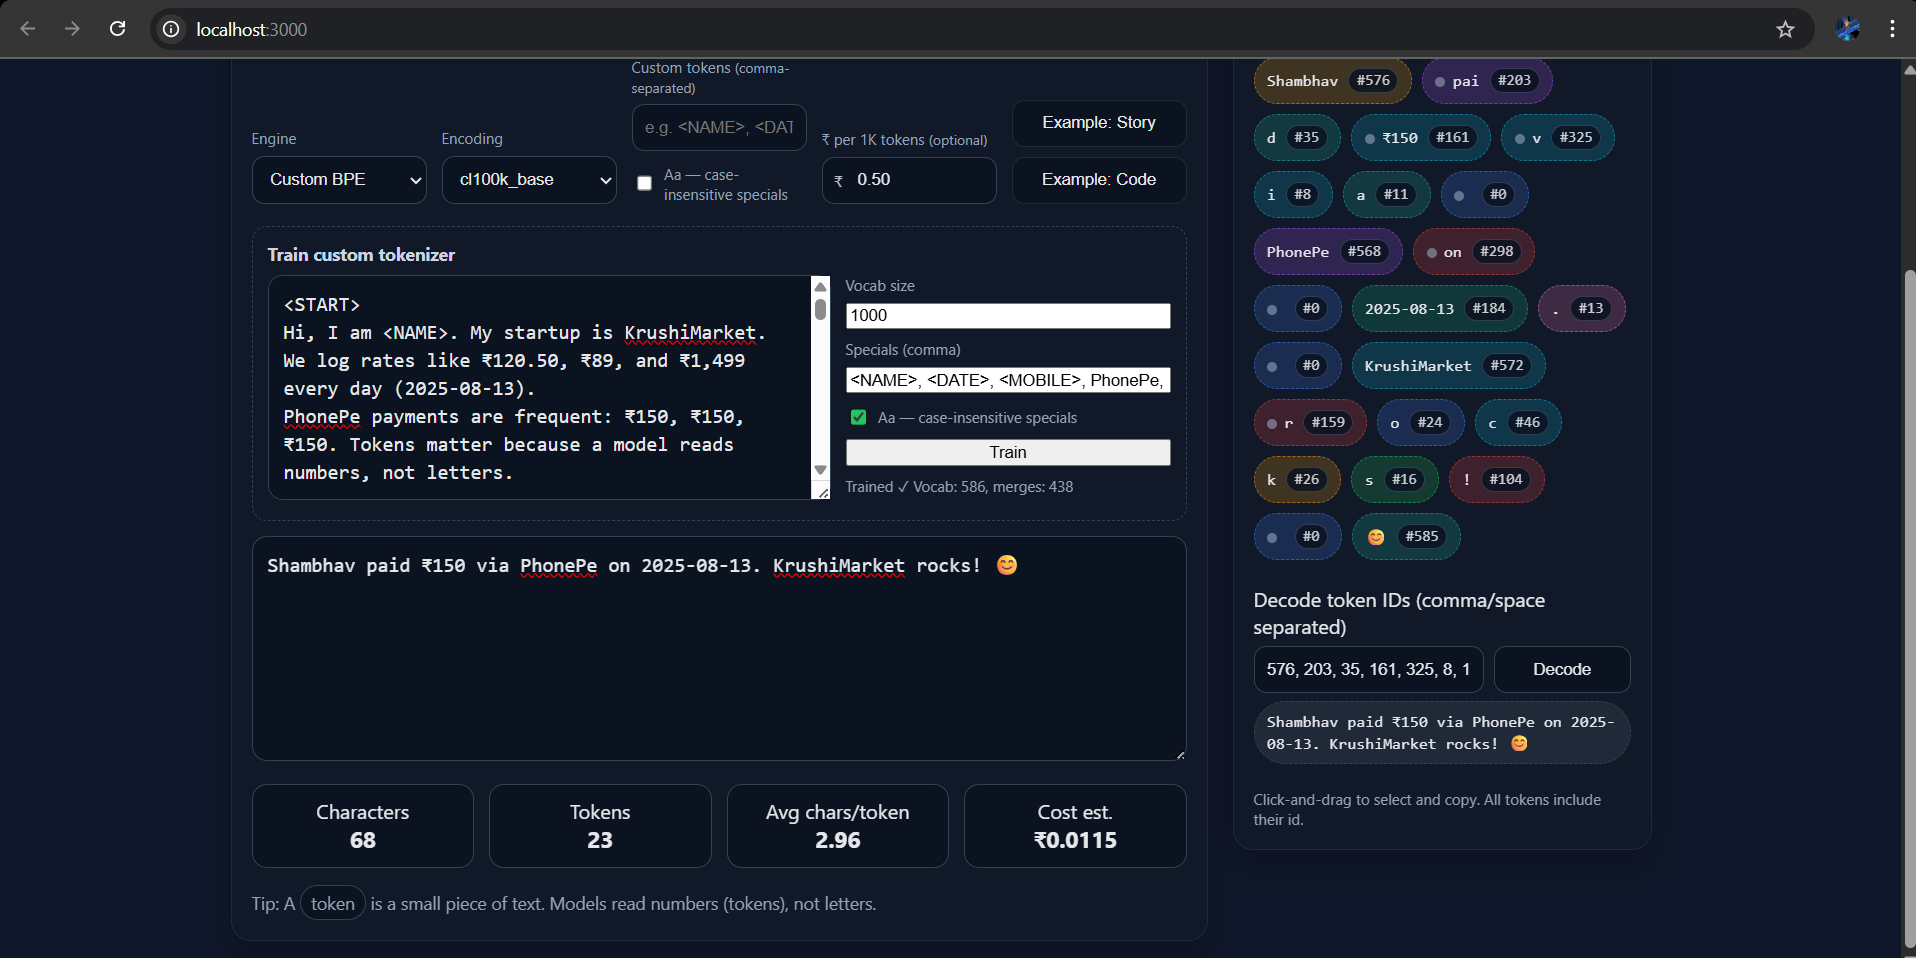 localhost:3000
Custom tokens (comma-
separated)
Engine
Encoding
e.g. <NAME>, <DAT
₹ per 1K tokens (optional)
Example: Story
Custom BPE
cl100k_base
Aa — case-
insensitive specials
₹ 0.50
Example: Code
Train custom tokenizer
<START>
Hi, I am <NAME>. My startup is KrushiMarket.
We log rates like ₹120.50, ₹89, and ₹1,499
every day (2025-08-13).
PhonePe payments are frequent: ₹150, ₹150,
₹150. Tokens matter because a model reads
numbers, not letters.
Vocab size
1000
Specials (comma)
<NAME>, <DATE>, <MOBILE>, PhonePe,
Aa — case-insensitive specials
Train
Trained ✓ Vocab: 586, merges: 438
Shambhav paid ₹150 via PhonePe on 2025-08-13. KrushiMarket rocks! 😊
Characters
68
Tokens
23
Avg chars/token
2.96
Cost est.
₹0.0115
Tip: A token is a small piece of text. Models read numbers (tokens), not letters.
Shambhav #576 pai #203
d #35 ₹150 #161 v #325
i #8 a #11 #0
PhonePe #568 on #298
#0 2025-08-13 #184 . #13
#0 KrushiMarket #572
r #159 o #24 c #46
k #26 s #16 ! #104
#0 😊 #585
Decode token IDs (comma/space
separated)
576, 203, 35, 161, 325, 8, 1
Decode
Shambhav paid ₹150 via PhonePe on 2025-
08-13. KrushiMarket rocks! 😊
Click-and-drag to select and copy. All tokens include
their id.